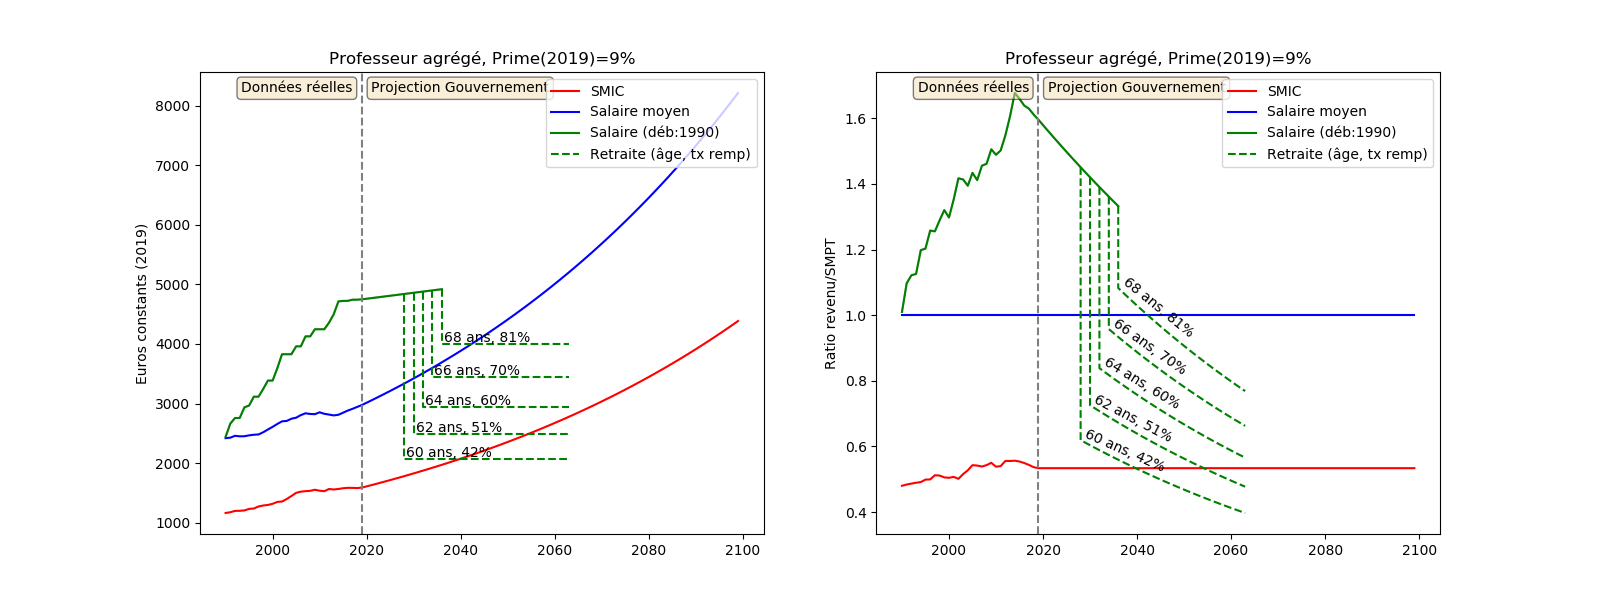 Professeur agrégé, Prime(2019)=9%
Données réelles
Projection Gouvernement
SMIC
Salaire moyen
Salaire (déb:1990)
Retraite (âge, tx remp)
Euros constants (2019)
8000
7000
6000
5000
4000
3000
2000
1000
68 ans, 81%
66 ans, 70%
64 ans, 60%
62 ans, 51%
60 ans, 42%
2000 2020 2040 2060 2080 2100
Professeur agrégé, Prime(2019)=9%
Données réelles
Projection Gouvernement
SMIC
Salaire moyen
Salaire (déb:1990)
Retraite (âge, tx remp)
Ratio revenu/SMPT
1.6
1.4
1.2
1.0
0.8
0.6
0.4
68 ans, 81%
66 ans, 70%
64 ans, 60%
62 ans, 51%
60 ans, 42%
2000 2020 2040 2060 2080 2100